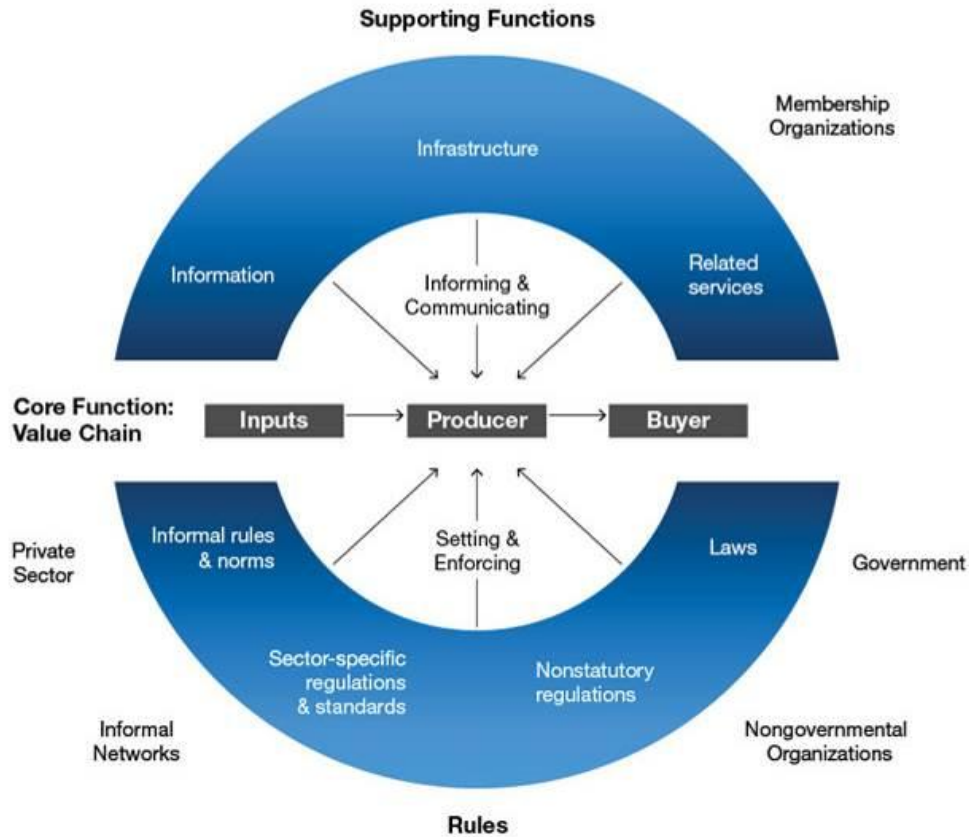 Supporting Functions
Membership
Organizations
Infrastructure
Information
Informing &
Communicating
Related
services
Core Function:
Value Chain
Inputs
Producer
Buyer
Private
Sector
Informal rules
& norms
Setting &
Enforcing
Laws
Government
Sector-specific
regulations
& standards
Nonstatutory
regulations
Informal
Networks
Nongovernmental
Organizations
Rules